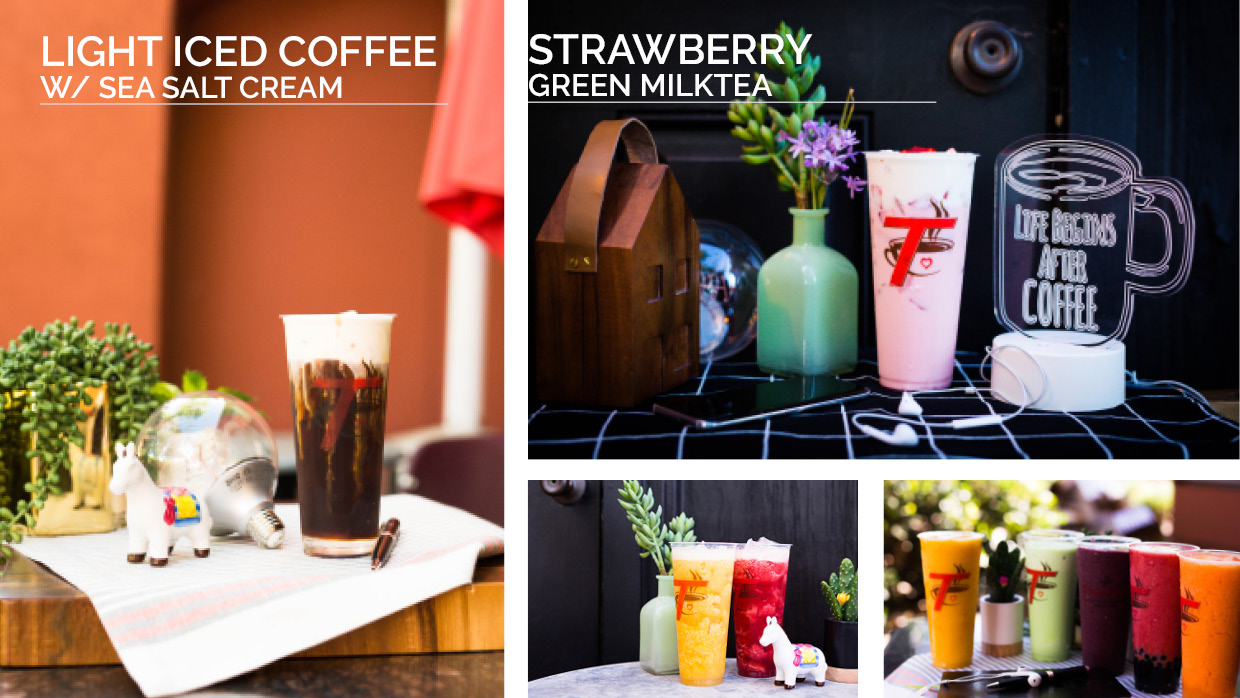 LIGHT ICED COFFEE
W/ SEA SALT CREAM
T
STRAWBERRY
GREEN MILKTEA
T
LIFE BEGINS
AFTER
COFFEE
T
T
T
T
T